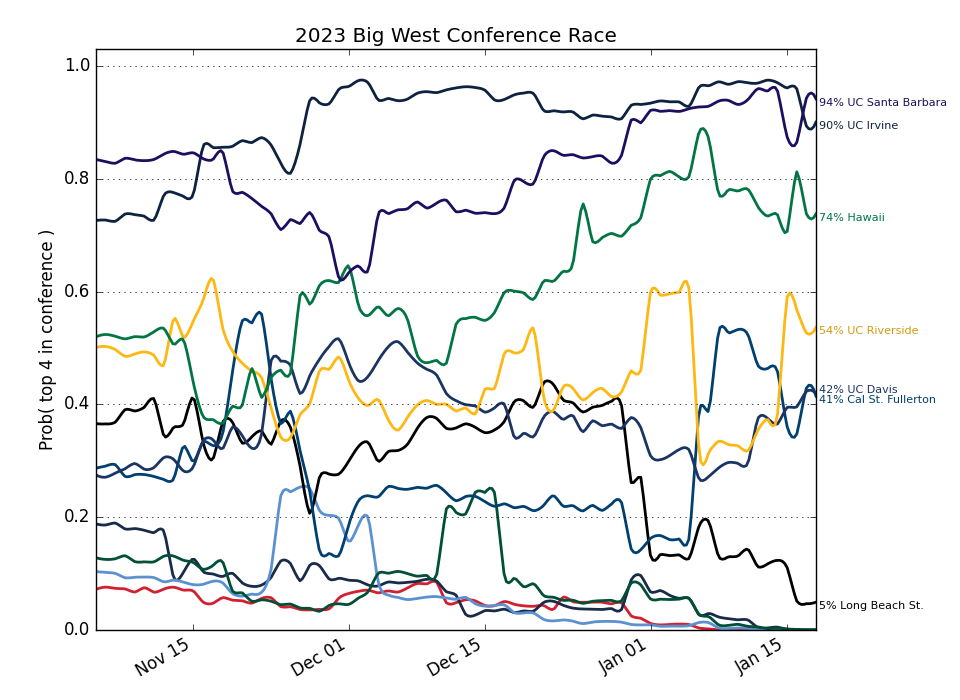 2023 Big West Conference Race
1.0
0.8
0.6
0.4
0.2
0.0
Prob( top 4 in conference )
94% UC Santa Barbara
90% UC Irvine
74% Hawaii
54% UC Riverside
42% UC Davis
41% Cal St. Fullerton
5% Long Beach St.
Nov 15
Dec 01
Dec 15
Jan 01
Jan 15